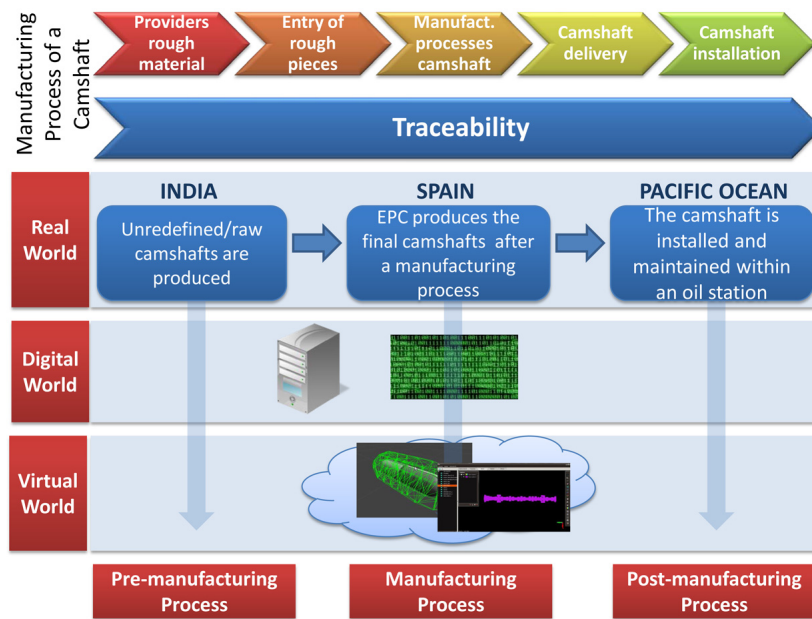 Manufacturing
Process of a
Camshaft
Providers
rough
material
Entry of
rough
pieces
Manufact.
processes
camshaft
Camshaft
delivery
Camshaft
installation
Traceability
Real
World
INDIA
Unredefined/raw
camshafts are
produced
SPAIN
EPC produces the
final camshafts after
a manufacturing
process
PACIFIC OCEAN
The camshaft is
installed and
maintained within
an oil station
Digital
World
Virtual
World
Pre-manufacturing
Process
Manufacturing
Process
Post-manufacturing
Process